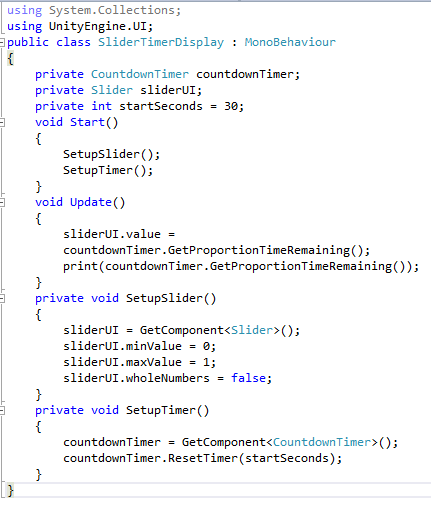 using System.Collections;
using UnityEngine.UI;
public class SliderTimerDisplay : MonoBehaviour
{
    private CountdownTimer countdownTimer;
    private Slider sliderUI;
    private int startSeconds = 30;
    void Start()
    {
        SetupSlider();
        SetupTimer();
    }
    void Update()
    {
        sliderUI.value =
        countdownTimer.GetProportionTimeRemaining();
        print(countdownTimer.GetProportionTimeRemaining());
    }
    private void SetupSlider()
    {
        sliderUI = GetComponent<Slider>();
        sliderUI.minValue = 0;
        sliderUI.maxValue = 1;
        sliderUI.wholeNumbers = false;
    }
    private void SetupTimer()
    {
        countdownTimer = GetComponent<CountdownTimer>();
        countdownTimer.ResetTimer(startSeconds);
    }
}